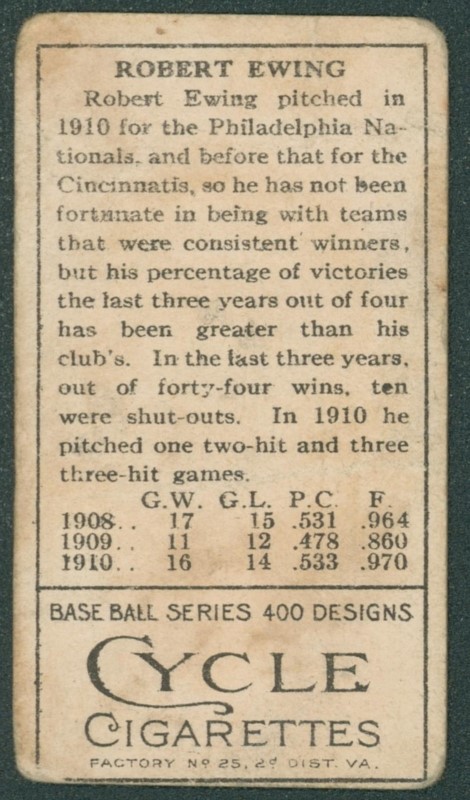 ROBERT EWING
Robert Ewing pitched in
1910 for the Philadelphia Na-
tionals, and before that for the
Cincinnatis, so he has not been
fortunate in being with teams
that were consistent winners,
but his percentage of victories
the last three years out of four
has been greater than his
club's. In the last three years,
out of forty-four wins, ten
were shut-outs. In 1910 he
pitched one two-hit and three
three-hit games.
G.W. G.L. P.C. F.
1908.. 17 15 .531 .964
1909.. 11 12 .478 .860
1910.. 16 14 .533 .970
BASE BALL SERIES 400 DESIGNS
CYCLE
CIGARETTES
FACTORY Nº 25, 2d DIST. VA.